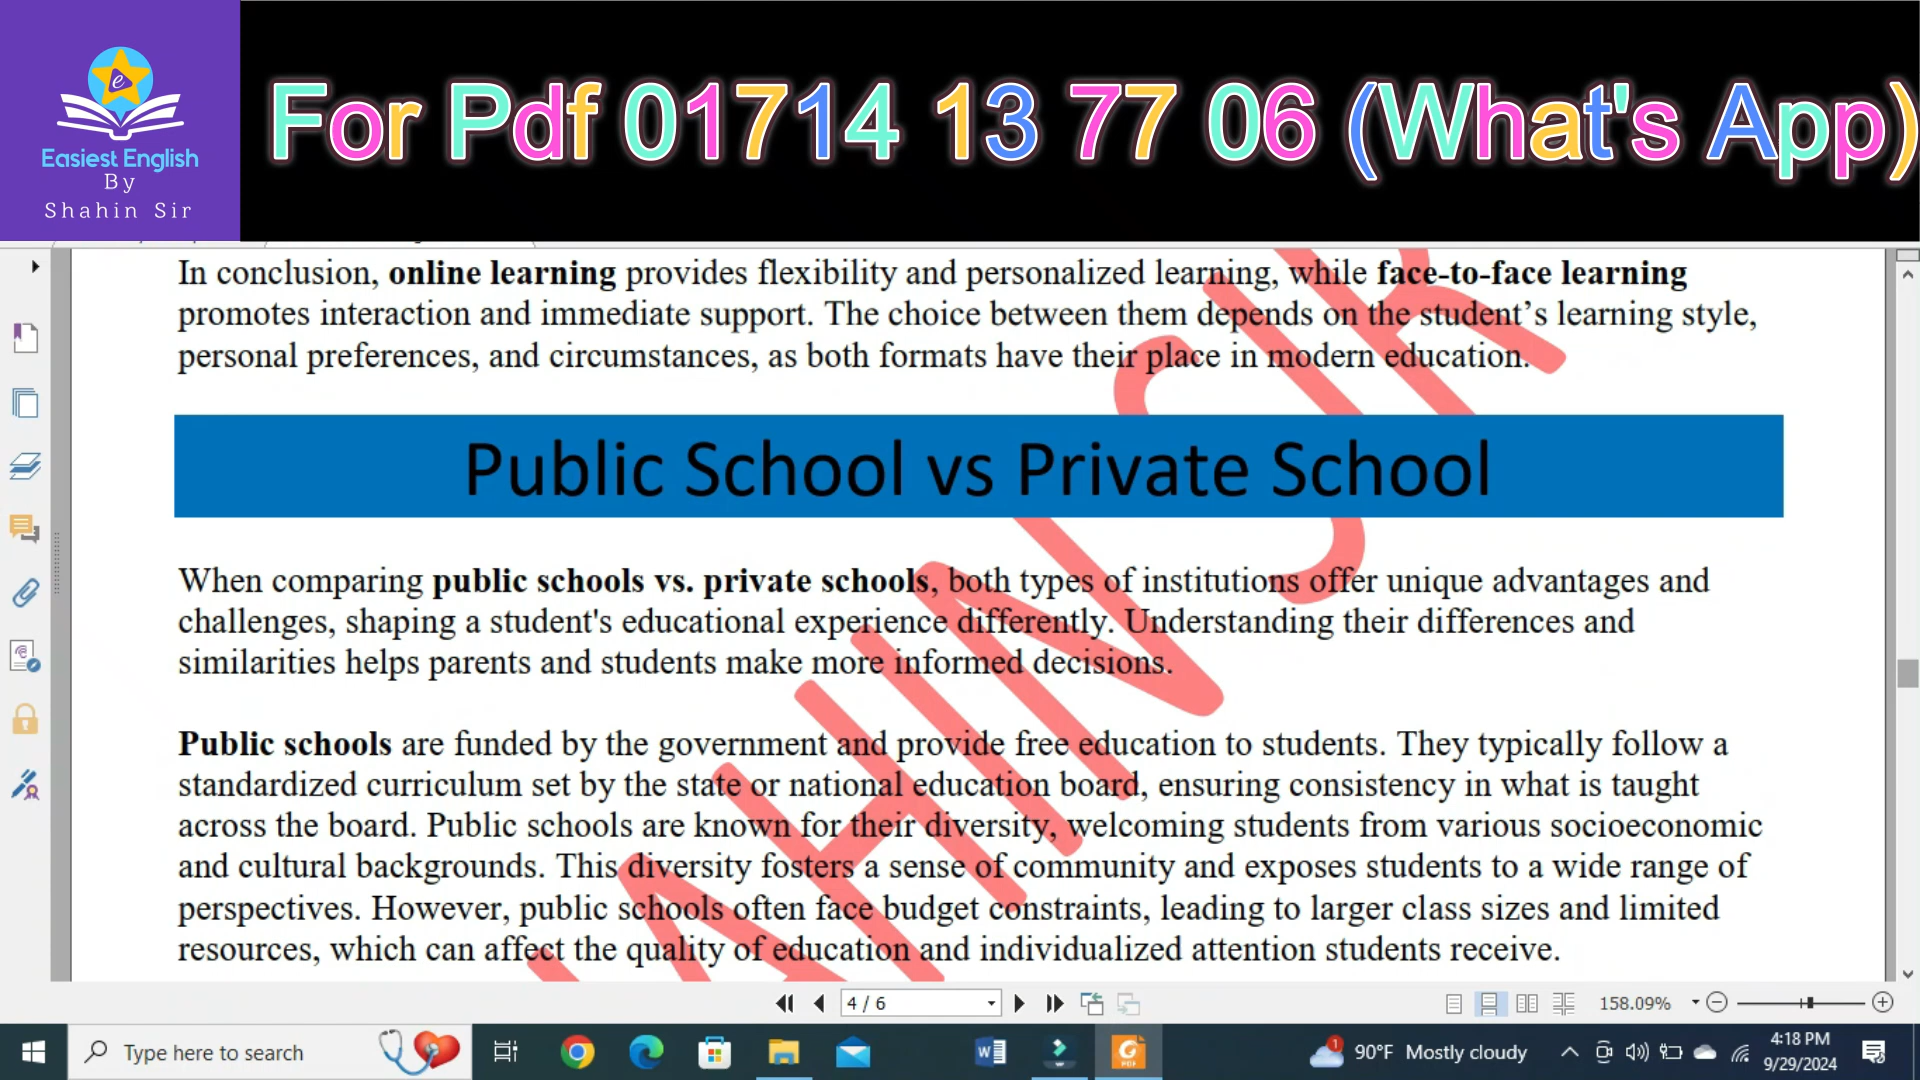 e
Easiest English
By
Shahin Sir
For Pdf 01714 13 77 06 (What's App)
In conclusion, online learning provides flexibility and personalized learning, while face-to-face learning
promotes interaction and immediate support. The choice between them depends on the student’s learning style,
personal preferences, and circumstances, as both formats have their place in modern education.
Public School vs Private School
When comparing public schools vs. private schools, both types of institutions offer unique advantages and
challenges, shaping a student's educational experience differently. Understanding their differences and
similarities helps parents and students make more informed decisions.
Public schools are funded by the government and provide free education to students. They typically follow a
standardized curriculum set by the state or national education board, ensuring consistency in what is taught
across the board. Public schools are known for their diversity, welcoming students from various socioeconomic
and cultural backgrounds. This diversity fosters a sense of community and exposes students to a wide range of
perspectives. However, public schools often face budget constraints, leading to larger class sizes and limited
resources, which can affect the quality of education and individualized attention students receive.
AHIN SIR
4 / 6
158.09%
Type here to search
90°F Mostly cloudy
4:18 PM
9/29/2024